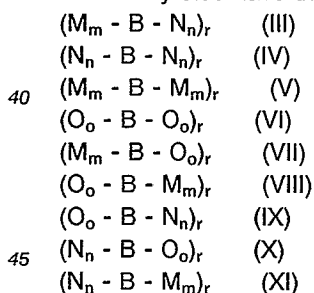 (Mm - B - Nn)r (III)
(Nn - B - Nn)r (IV)
40 (Mm - B - Mm)r (V)
(Oo - B - Oo)r (VI)
(Mm - B - Oo)r (VII)
(Oo - B - Mm)r (VIII)
(Oo - B - Nn)r (IX)
45 (Nn - B - Oo)r (X)
(Nn - B - Mm)r (XI)